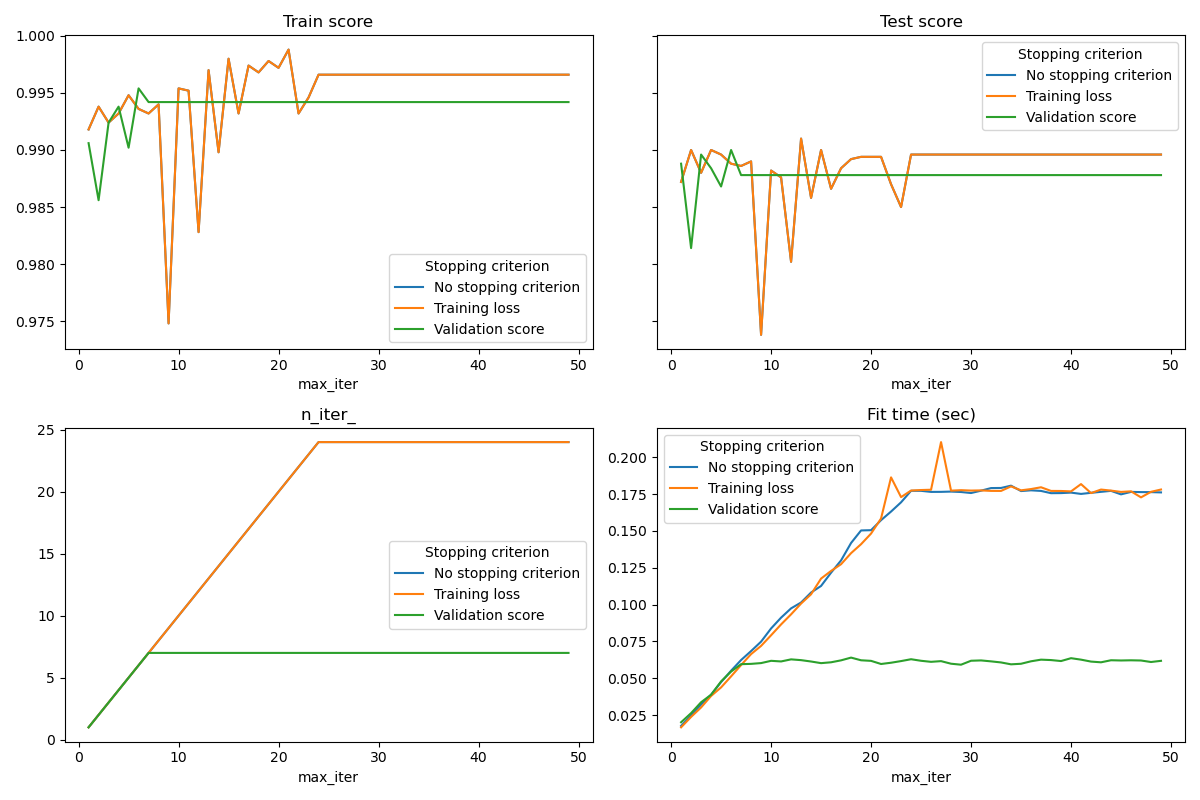 Train score
1.000
0.995
0.990
0.985
0.980
0.975
Stopping criterion
No stopping criterion
Training loss
Validation score
0 10 20 30 40 50
max_iter
Test score
Stopping criterion
No stopping criterion
Training loss
Validation score
0 10 20 30 40 50
max_iter
n_iter_
25
20
15
10
5
0
Stopping criterion
No stopping criterion
Training loss
Validation score
0 10 20 30 40 50
max_iter
Fit time (sec)
0.200
0.175
0.150
0.125
0.100
0.075
0.050
0.025
Stopping criterion
No stopping criterion
Training loss
Validation score
0 10 20 30 40 50
max_iter